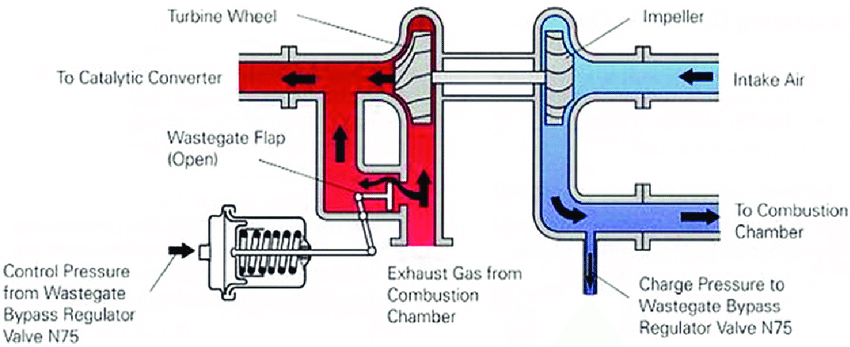 Turbine Wheel
Impeller
To Catalytic Converter
Intake Air
Wastegate Flap
(Open)
To Combustion
Chamber
Control Pressure
from Wastegate
Bypass Regulator
Valve N75
Exhaust Gas from
Combustion
Chamber
Charge Pressure to
Wastegate Bypass
Regulator Valve N75